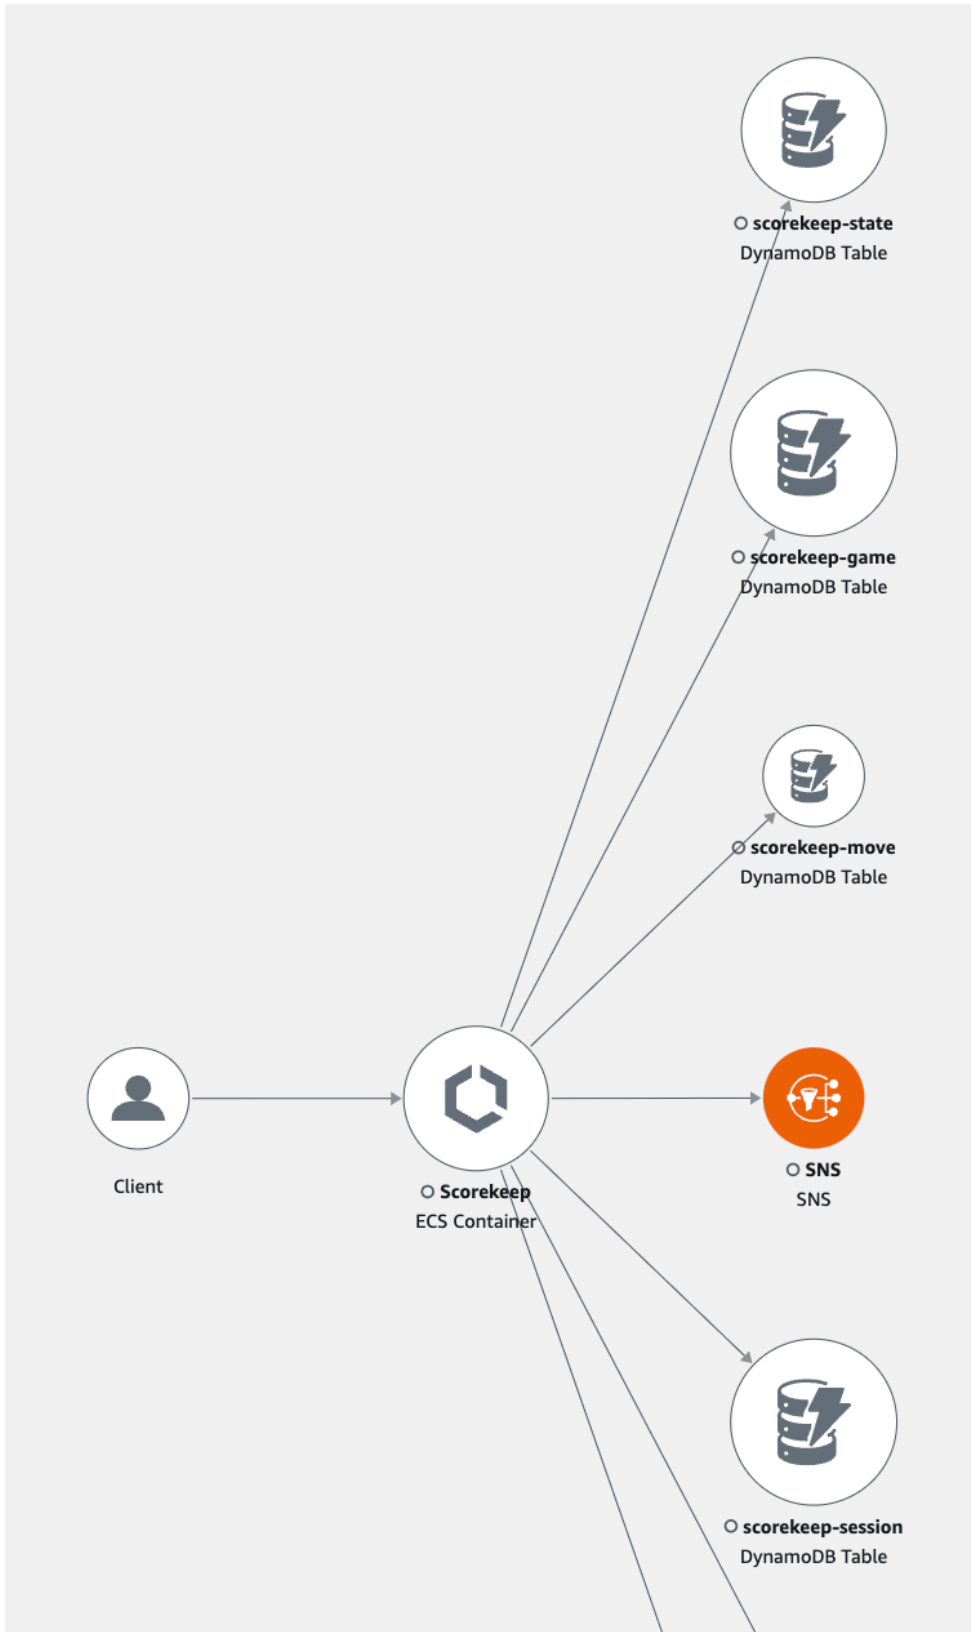 scorekeep-state
DynamoDB Table
scorekeep-game
DynamoDB Table
scorekeep-move
DynamoDB Table
Client
Scorekeep
ECS Container
SNS
SNS
scorekeep-session
DynamoDB Table